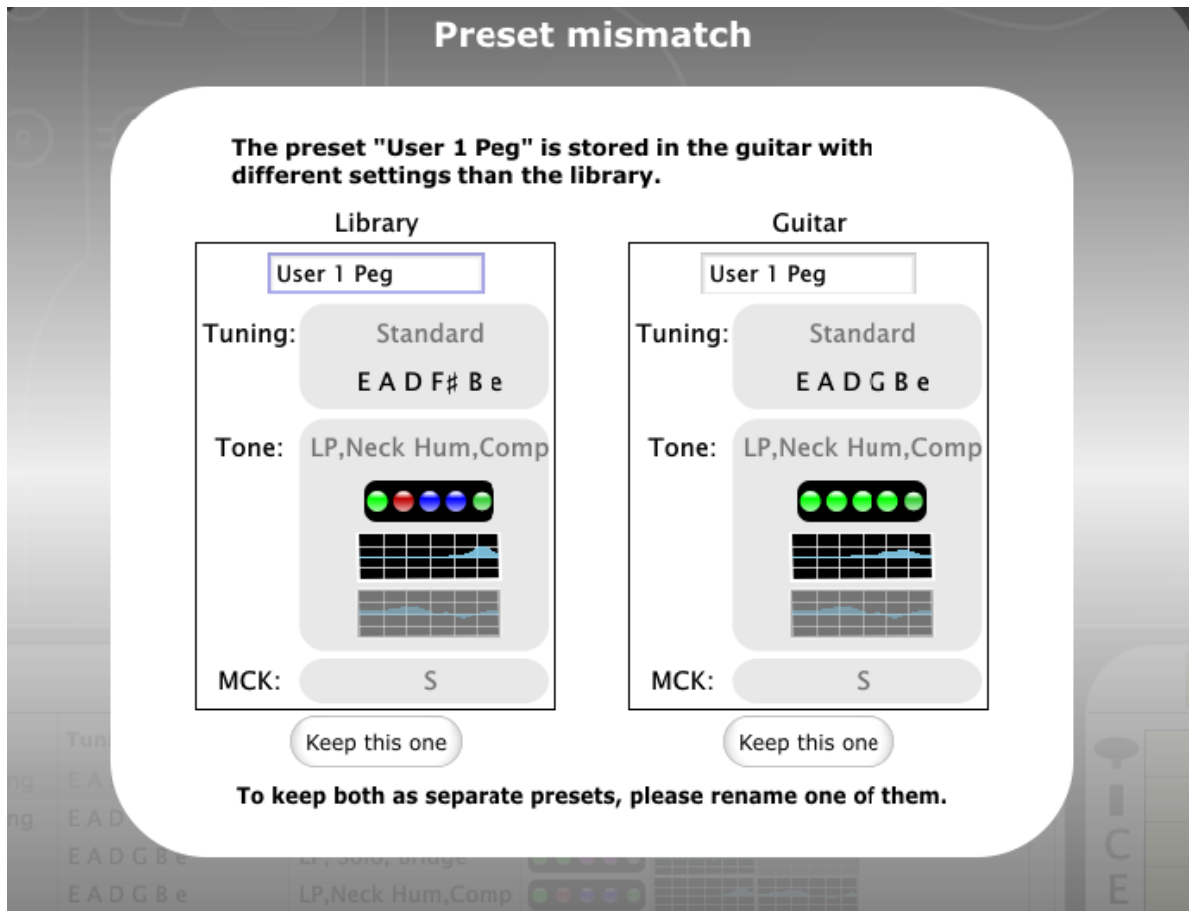 Preset mismatch
The preset "User 1 Peg" is stored in the guitar with
different settings than the library.
Library
Guitar
User 1 Peg
User 1 Peg
Tuning:
Standard
Tuning:
Standard
E A D F♯ B e
E A D G B e
Tone:
LP,Neck Hum,Comp
Tone:
LP,Neck Hum,Comp
MCK:
S
MCK:
S
Keep this one
Keep this one
To keep both as separate presets, please rename one of them.
E A D G B e
LP, Solo, Bridge
E A D G B e
LP,Neck Hum,Comp
I
C
E